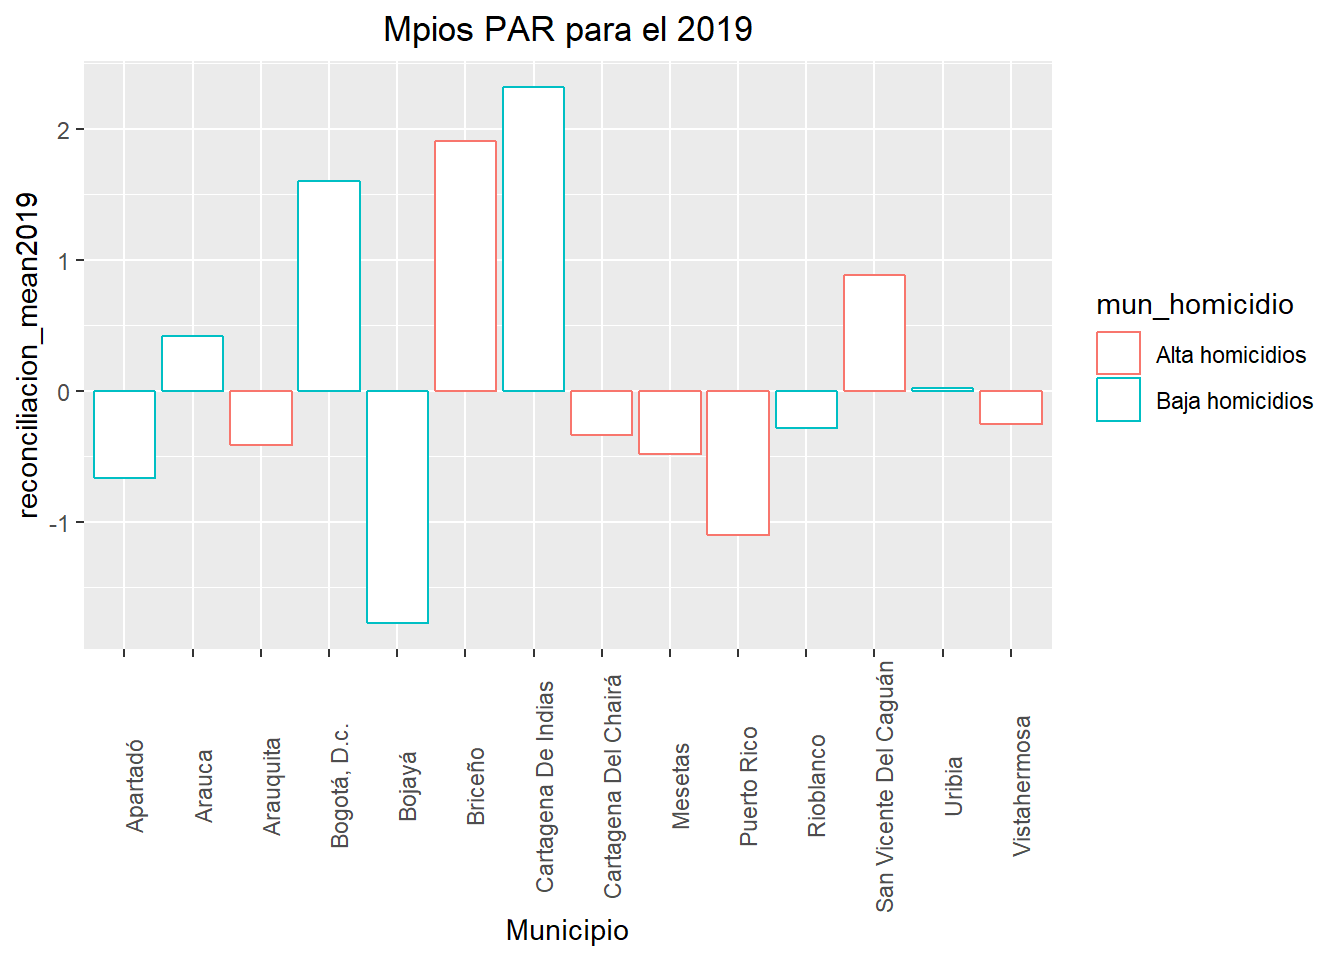 Mpios PAR para el 2019
reconciliacion_mean2019
2
1
0
-1
Apartadó
Arauca
Arauquita
Bogotá, D.c.
Bojayá
Briceño
Cartagena De Indias
Cartagena Del Chairá
Mesetas
Puerto Rico
Rioblanco
San Vicente Del Caguán
Uribia
Vistahermosa
Municipio
mun_homicidio
Alta homicidios
Baja homicidios